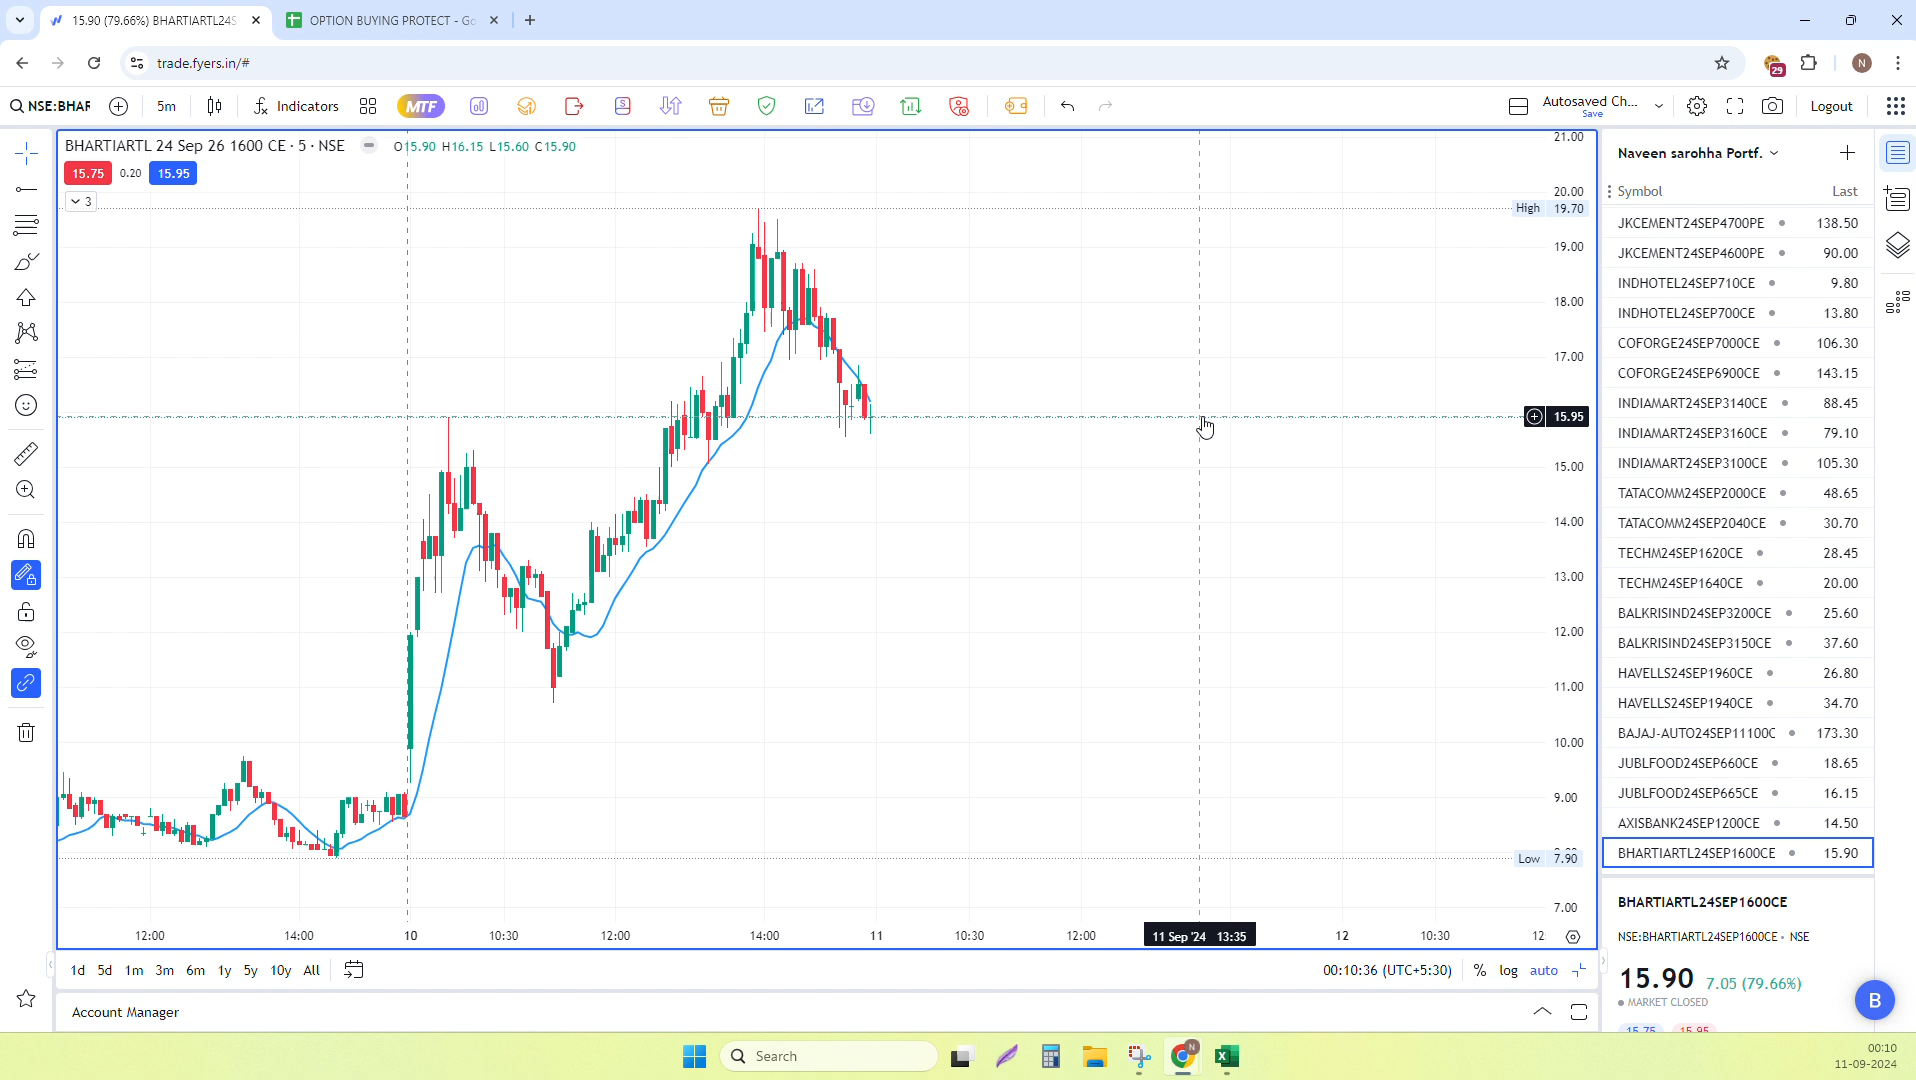 15.90 (79.66%) BHARTIARTL24S
OPTION BUYING PROTECT - Go
trade.fyers.in/#
29
N
NSE:BHAR
5m
Indicators
MTF
S
Autosaved Ch...
Save
Logout
BHARTIARTL 24 Sep 26 1600 CE · 5 · NSE
O15.90 H16.15 L15.60 C15.90
15.75
0.20
15.95
3
21.00
20.00
High 19.70
19.00
18.00
17.00
15.95
15.00
14.00
13.00
12.00
11.00
10.00
9.00
Low 7.90
7.00
12:00
14:00
10
10:30
12:00
14:00
11
10:30
12:00
11 Sep '24 13:35
12
10:30
12:
1d
5d
1m
3m
6m
1y
5y
10y
All
00:10:36 (UTC+5:30)
%
log
auto
Account Manager
Naveen sarohha Portf.
Symbol Last
JKCEMENT24SEP4700PE 138.50
JKCEMENT24SEP4600PE 90.00
INDHOTEL24SEP710CE 9.80
INDHOTEL24SEP700CE 13.80
COFORGE24SEP7000CE 106.30
COFORGE24SEP6900CE 143.15
INDIAMART24SEP3140CE 88.45
INDIAMART24SEP3160CE 79.10
INDIAMART24SEP3100CE 105.30
TATACOMM24SEP2000CE 48.65
TATACOMM24SEP2040CE 30.70
TECHM24SEP1620CE 28.45
TECHM24SEP1640CE 20.00
BALKRISIND24SEP3200CE 25.60
BALKRISIND24SEP3150CE 37.60
HAVELLS24SEP1960CE 26.80
HAVELLS24SEP1940CE 34.70
BAJAJ-AUTO24SEP11100C 173.30
JUBLFOOD24SEP660CE 18.65
JUBLFOOD24SEP665CE 16.15
AXISBANK24SEP1200CE 14.50
BHARTIARTL24SEP1600CE 15.90
BHARTIARTL24SEP1600CE
NSE:BHARTIARTL24SEP1600CE • NSE
15.90 7.05 (79.66%)
MARKET CLOSED
15.75 15.95
B
Search
N
00:10
11-09-2024